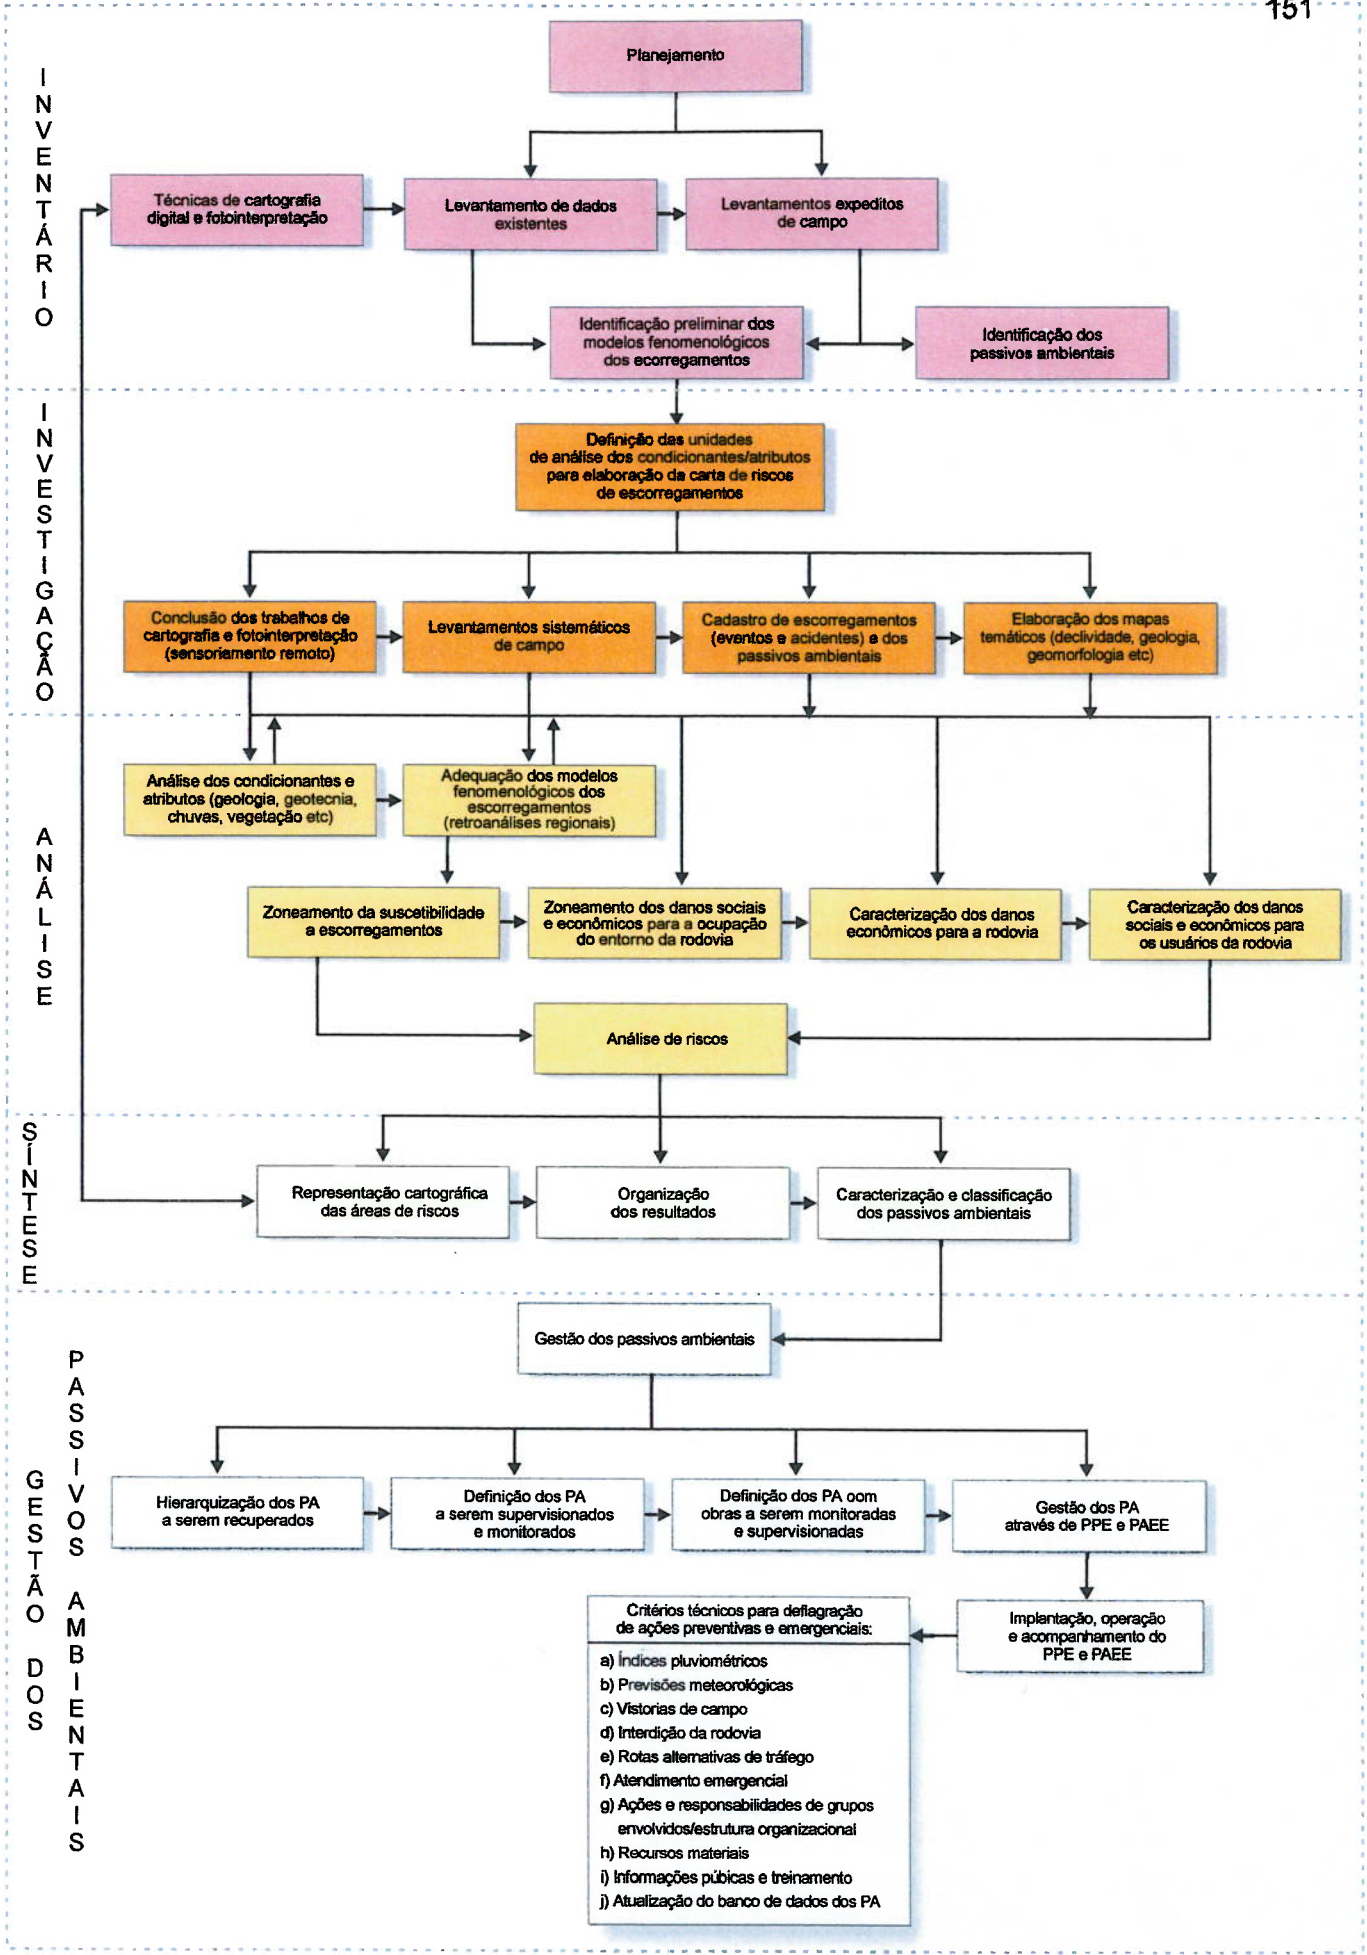 151
INVENTÁRIO
Planejamento
Técnicas de cartografia
digital e fotointerpretação
Levantamento de dados
existentes
Levantamentos expeditos
de campo
Identificação preliminar dos
modelos fenomenológicos
dos ecorregamentos
Identificação dos
passivos ambientais
INVESTIGAÇÃO
Definição das unidades
de análise dos condicionantes/atributos
para elaboração da carta de riscos
de escorregamentos
Conclusão dos trabalhos de
cartografia e fotointerpretação
(sensoriamento remoto)
Levantamentos sistemáticos
de campo
Cadastro de escorregamentos
(eventos e acidentes) e dos
passivos ambientais
Elaboração dos mapas
temáticos (declividade, geologia,
geomorfologia etc)
ANÁLISE
Análise dos condicionantes e
atributos (geologia, geotecnia,
chuvas, vegetação etc)
Adequação dos modelos
fenomenológicos dos
escorregamentos
(retroanálises regionais)
Zoneamento da suscetibilidade
a escorregamentos
Zoneamento dos danos sociais
e econômicos para a ocupação
do entorno da rodovia
Caracterização dos danos
econômicos para a rodovia
Caracterização dos danos
sociais e econômicos para
os usuários da rodovia
Análise de riscos
SÍNTESE
Representação cartográfica
das áreas de riscos
Organização
dos resultados
Caracterização e classificação
dos passivos ambientais
GESTÃO DOS
PASSIVOS AMBIENTAIS
Gestão dos passivos ambientais
Hierarquização dos PA
a serem recuperados
Definição dos PA
a serem supervisionados
e monitorados
Definição dos PA com
obras a serem monitoradas
e supervisionadas
Gestão dos PA
através de PPE e PAEE
Implantação, operação
e acompanhamento do
PPE e PAEE
Critérios técnicos para deflagração
de ações preventivas e emergenciais:
a) Índices pluviométricos
b) Previsões meteorológicas
c) Vistorias de campo
d) Interdição da rodovia
e) Rotas alternativas de tráfego
f) Atendimento emergencial
g) Ações e responsabilidades de grupos
envolvidos/estrutura organizacional
h) Recursos materiais
i) Informações púbicas e treinamento
j) Atualização do banco de dados dos PA